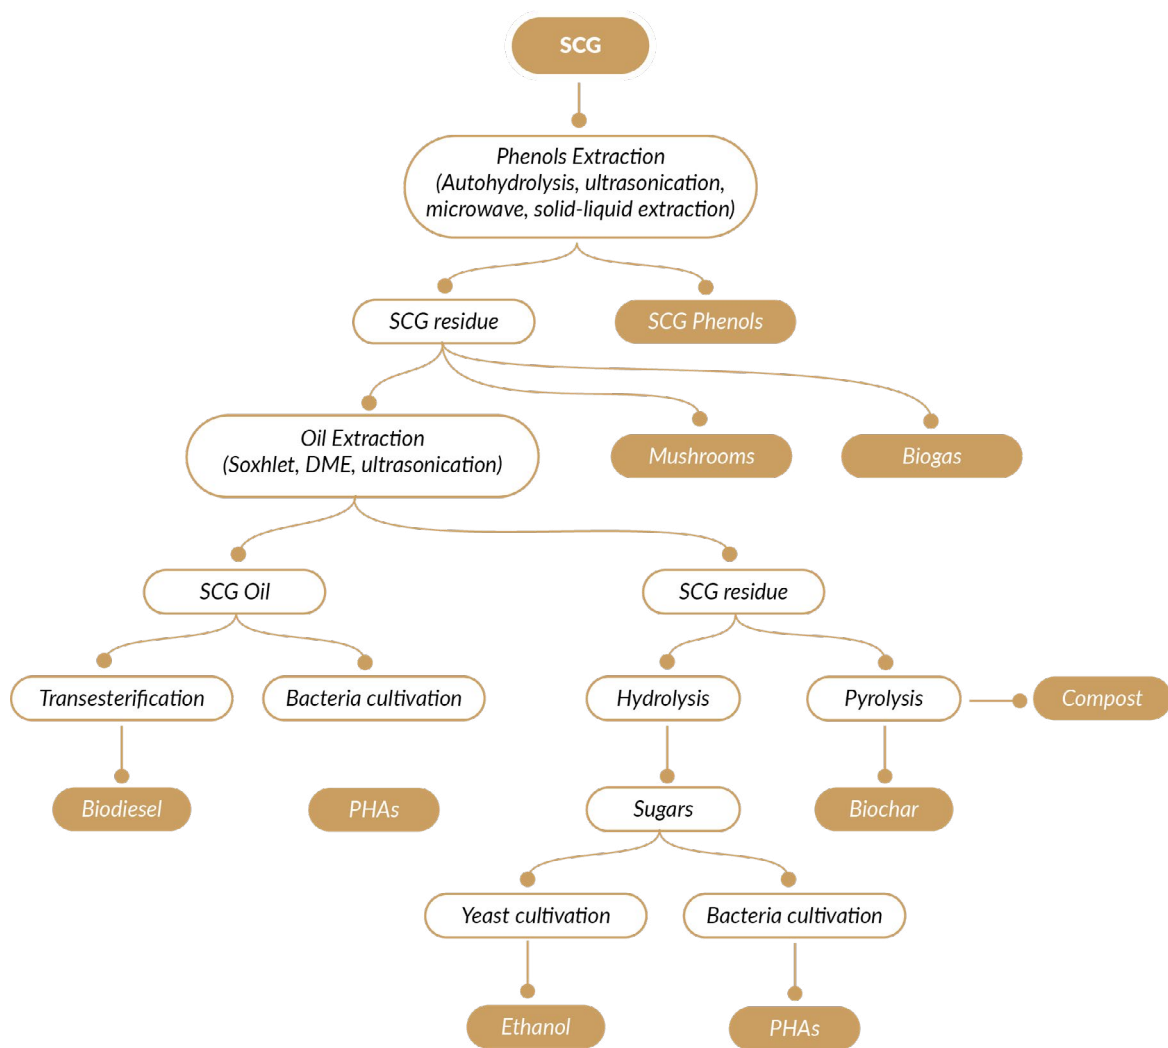 SCG
Phenols Extraction
(Autohydrolysis, ultrasonication,
microwave, solid-liquid extraction)
SCG residue
SCG Phenols
Oil Extraction
(Soxhlet, DME, ultrasonication)
Mushrooms
Biogas
SCG Oil
SCG residue
Transesterification
Bacteria cultivation
Hydrolysis
Pyrolysis
Compost
Biodiesel
PHAs
Sugars
Biochar
Yeast cultivation
Bacteria cultivation
Ethanol
PHAs